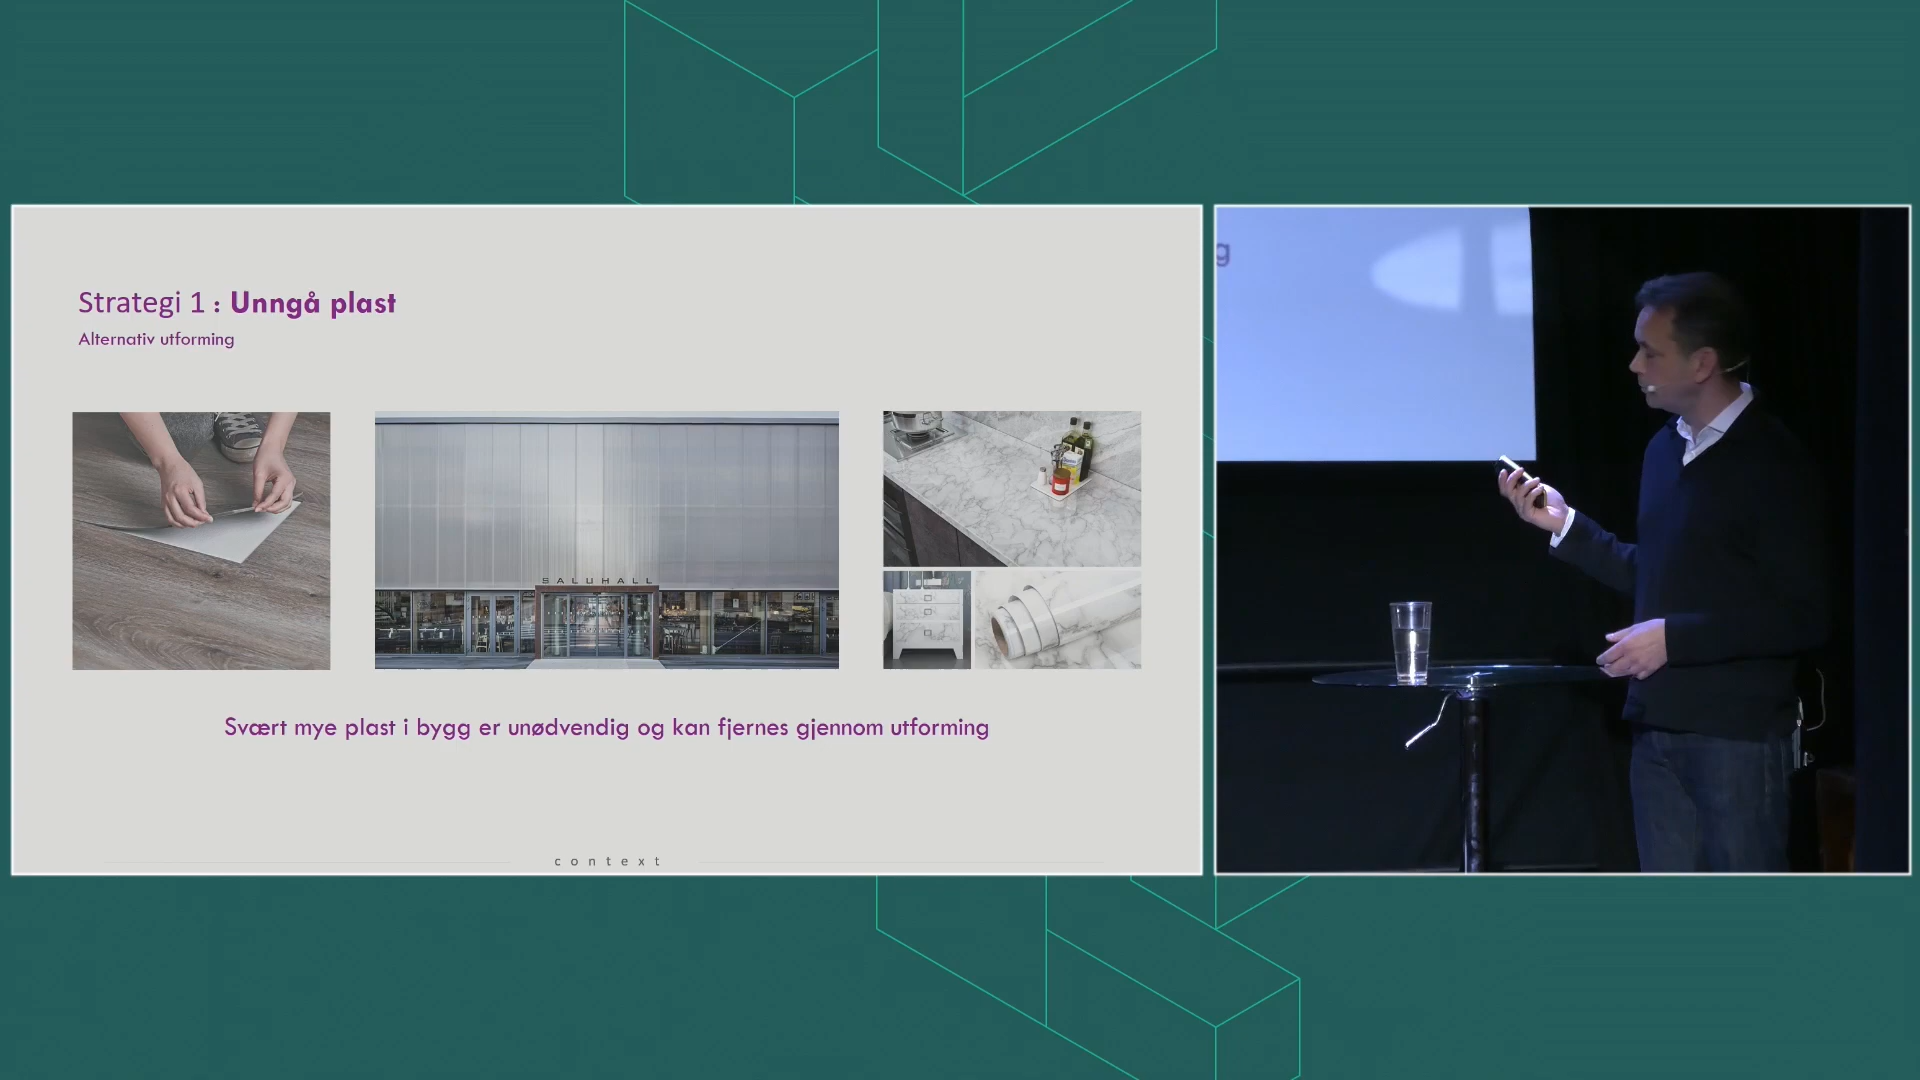 Strategi 1 : Unngå plast
Alternativ utforming
SALUHALL
Svært mye plast i bygg er unødvendig og kan fjernes gjennom utforming
context
g